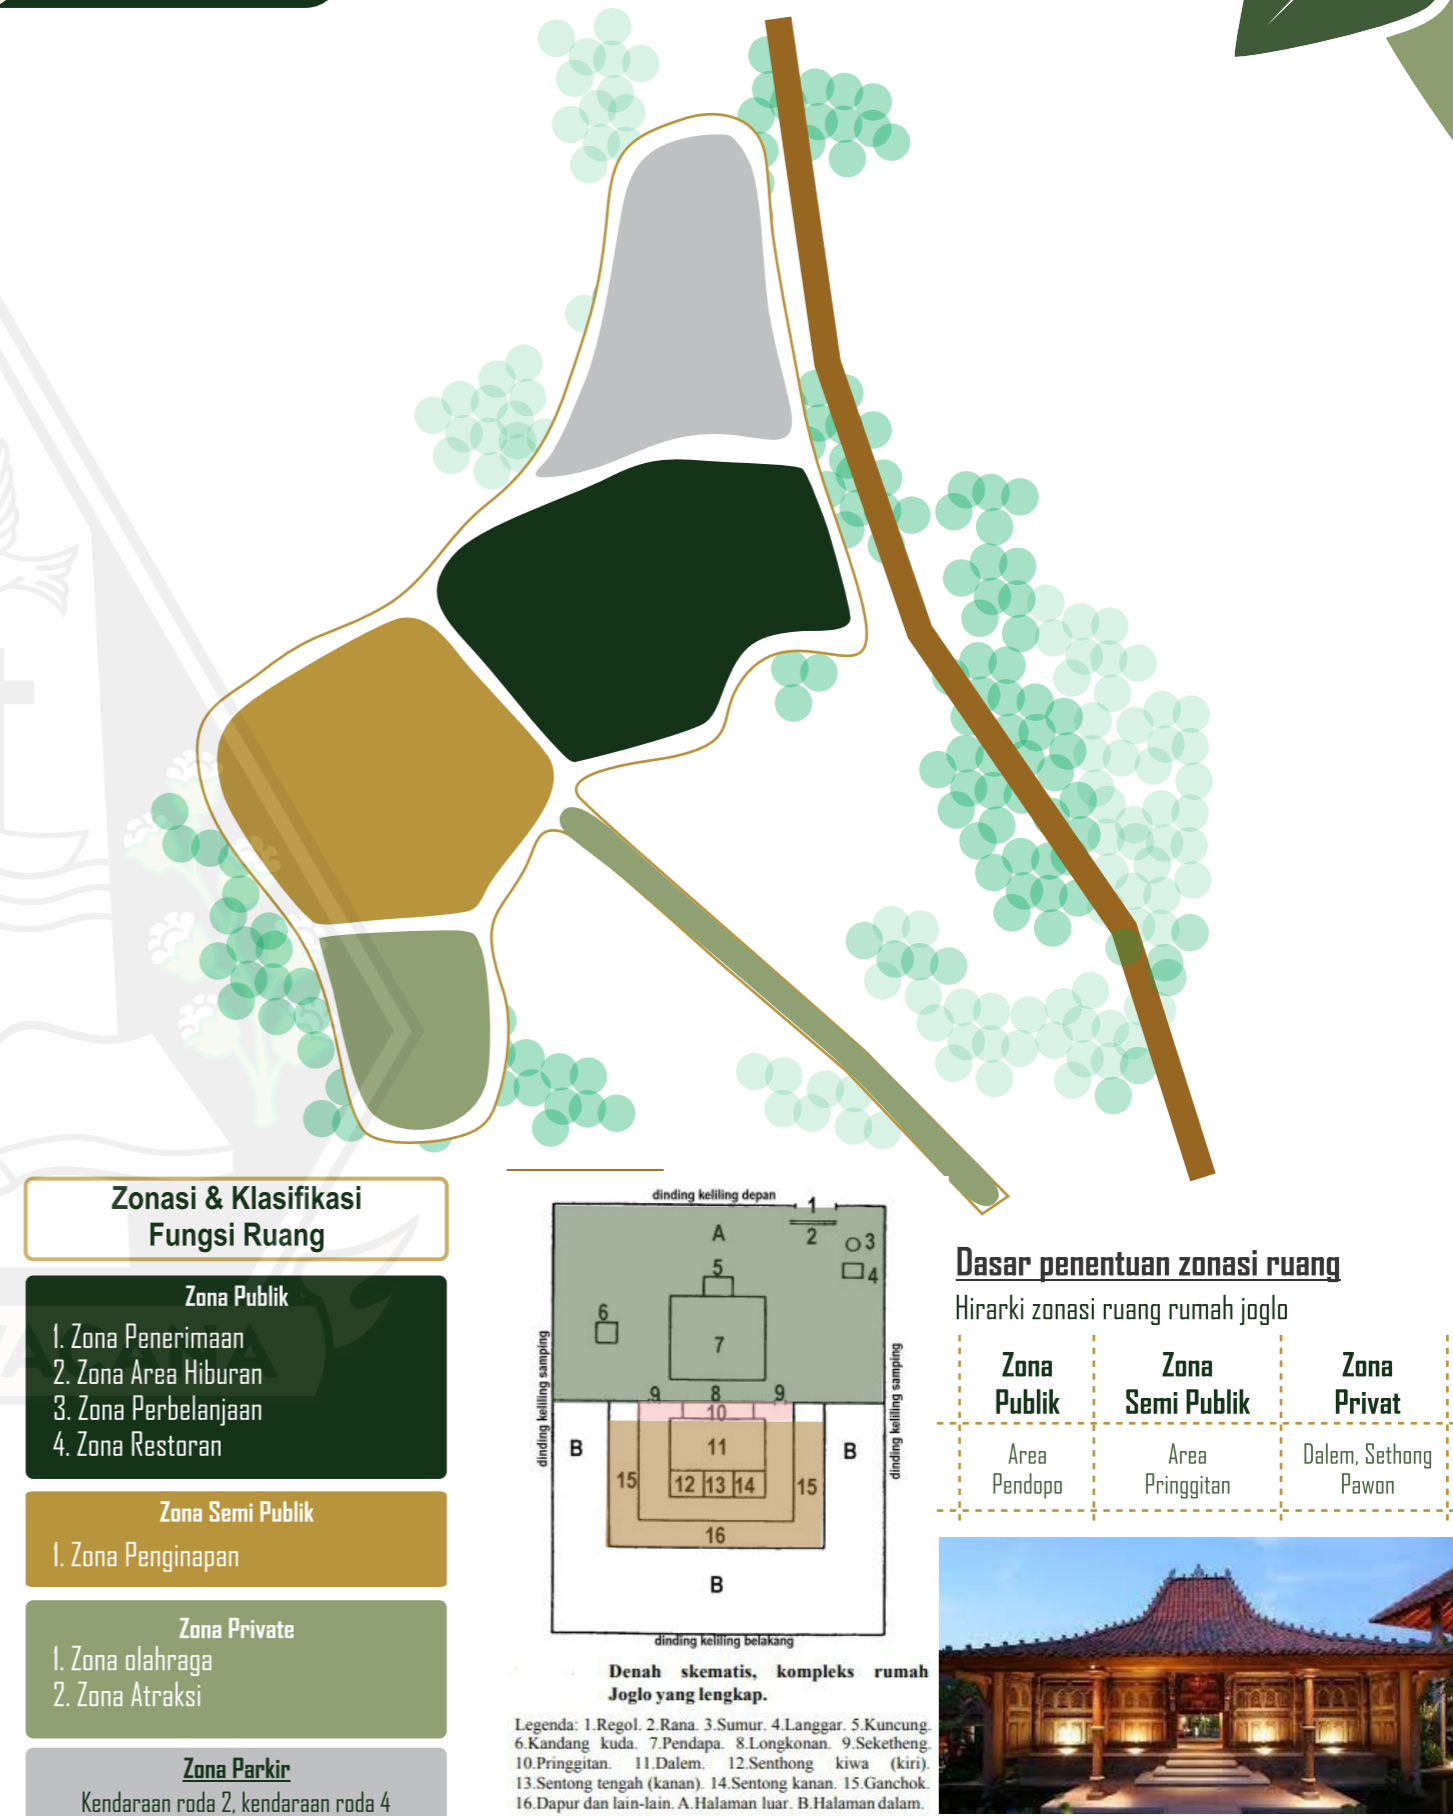 Zonasi & Klasifikasi
Fungsi Ruang
Zona Publik
1. Zona Penerimaan
2. Zona Area Hiburan
3. Zona Perbelanjaan
4. Zona Restoran
Zona Semi Publik
1. Zona Penginapan
Zona Private
1. Zona olahraga
2. Zona Atraksi
Zona Parkir
Kendaraan roda 2, kendaraan roda 4
dinding keliling depan
1
A
2
3
5
4
6
7
dinding keliling samping
dinding keliling samping
9
8
9
10
B
11
B
15
12
13
14
15
16
B
dinding keliling belakang
Denah skematis, kompleks rumah
Joglo yang lengkap.
Legenda: 1.Regol. 2.Rana. 3.Sumur. 4.Langgar. 5.Kuncung.
6.Kandang kuda. 7.Pendapa. 8.Longkonan. 9.Seketheng.
10.Pringgitan. 11.Dalem. 12.Senthong kiwa (kiri).
13.Sentong tengah (kanan). 14.Sentong kanan. 15.Ganchok.
16.Dapur dan lain-lain. A.Halaman luar. B.Halaman dalam.
Dasar penentuan zonasi ruang
Hirarki zonasi ruang rumah joglo
Zona
Publik
Zona
Semi Publik
Zona
Privat
Area
Pendopo
Area
Pringgitan
Dalem, Sethong
Pawon